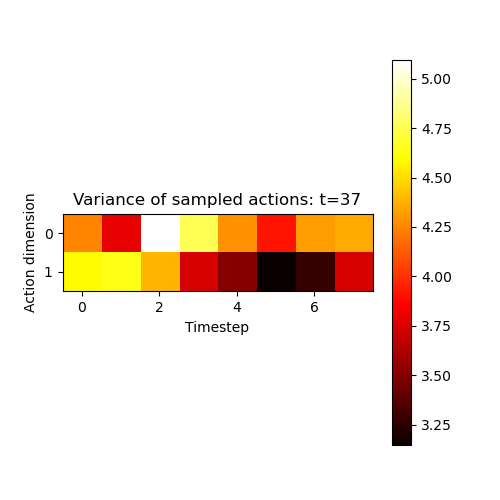 Variance of sampled actions: t=37
Action dimension
0
1
0 2 4 6
Timestep
5.00
4.75
4.50
4.25
4.00
3.75
3.50
3.25